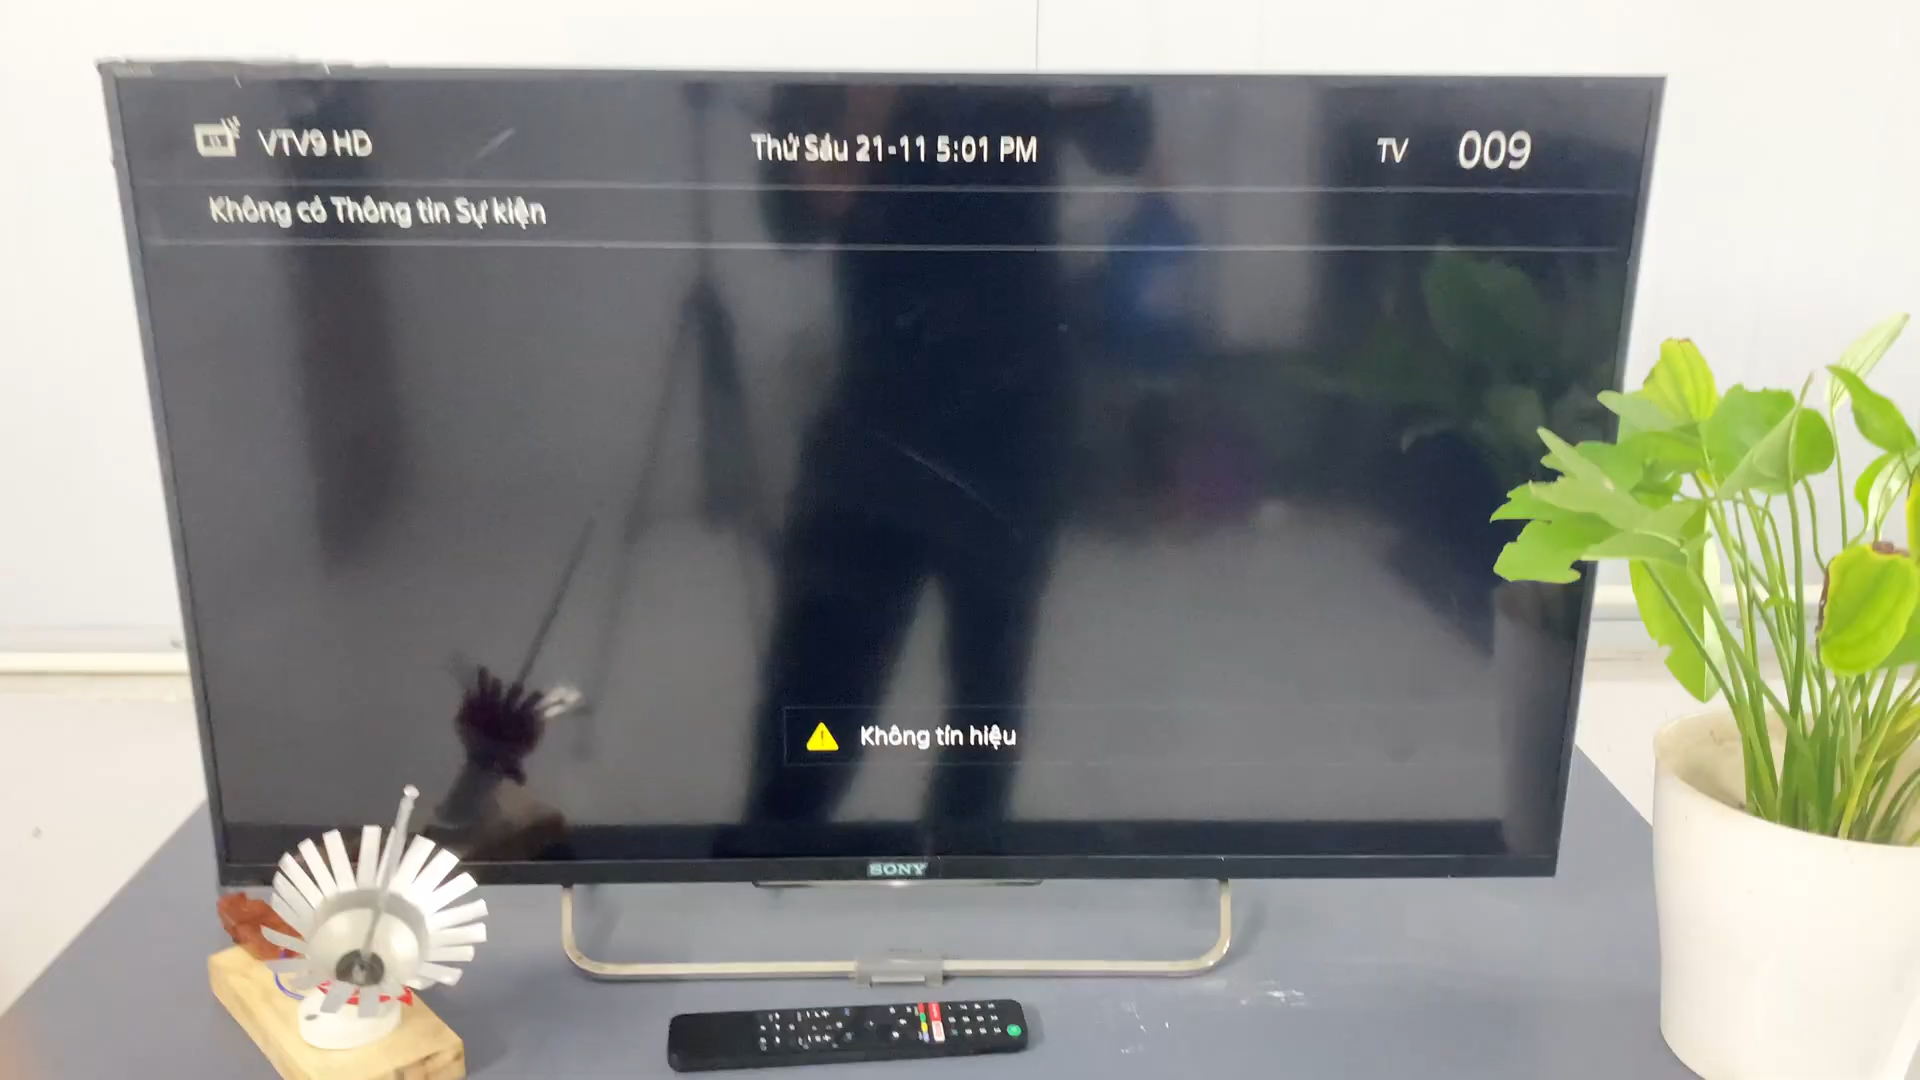 VTV9 HD
Thứ Sáu 21-11 5:01 PM
TV 009
Không có Thông tin Sự kiện
Không tín hiệu
SONY